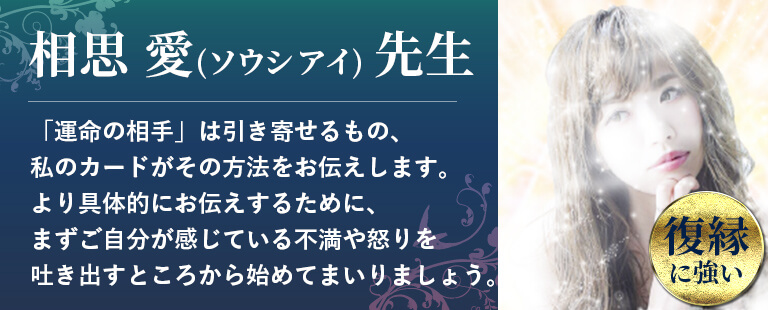 相思 愛(ソウシアイ) 先生
「運命の相手」は引き寄せるもの、
私のカードがその方法をお伝えします。
より具体的にお伝えするために、
まずご自分が感じている不満や怒りを
吐き出すところから始めてまいりましょう。
復縁
に強い